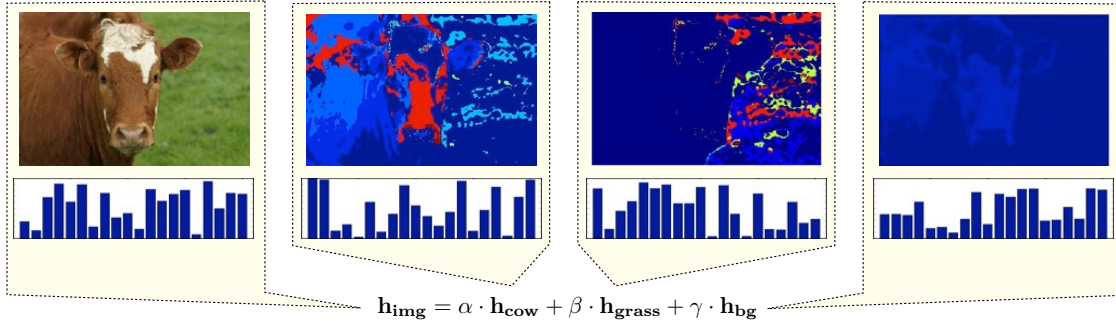 h_img = α · h_cow + β · h_grass + γ · h_bg